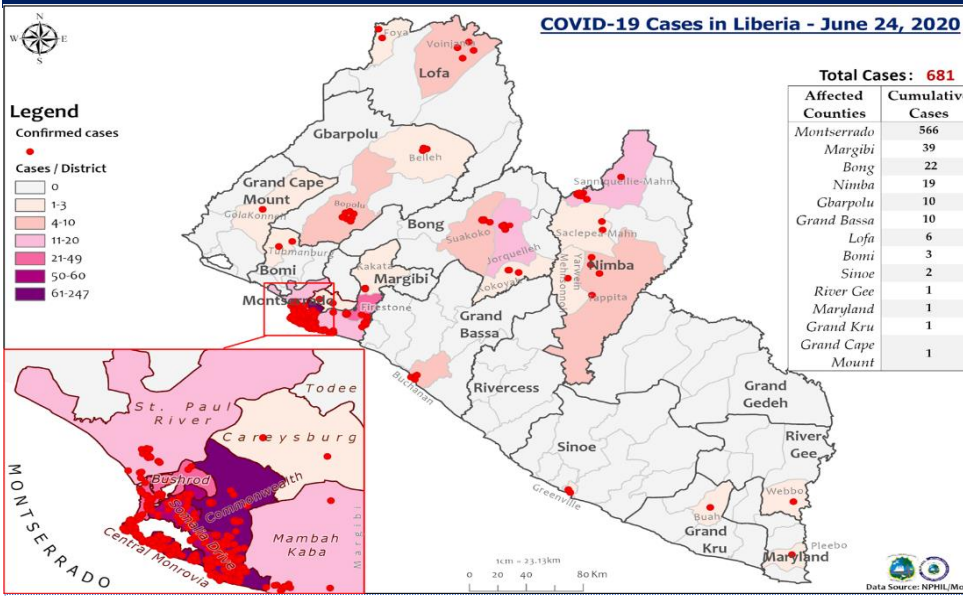 COVID-19 Cases in Liberia - June 24, 2020
N
W E
S
Legend
Confirmed cases
Cases / District
0
1-3
4-10
11-20
21-49
50-60
61-247
Total Cases: 681
Affected Counties Cumulative Cases
Montserrado 566
Margibi 39
Bong 22
Nimba 19
Gbarpolu 10
Grand Bassa 10
Lofa 6
Bomi 3
Sinoe 2
River Gee 1
Maryland 1
Grand Kru 1
Grand Cape Mount 1
Foya
Voinjama
Lofa
Gbarpolu
Belleh
Grand Cape
Mount
GolaKonneh
Bopolu
Tubmanburg
Bomi
Bong
Suakoko
Jorquelleh
Kokoyah
Sanniquellie-Mahn
Saclepea Mahn
Yarwein
Mehnsonnoh
Nimba
Tappita
Kakata
Margibi
Firestone
Montserrado
Grand
Bassa
Buchanan
Rivercess
Sinoe
Greenville
Grand
Gedeh
River
Gee
Webbo
Buah
Grand
Kru
Pleebo
Maryland
Todee
St. Paul
River
Careysburg
Bushrod
Commonwealth
Somalia Drive
Central Monrovia
Mambah
Kaba
Margibi
MONTSERRADO
1cm = 23.13km
0 20 40 80 Km
Data Source: NPHIL/Mo